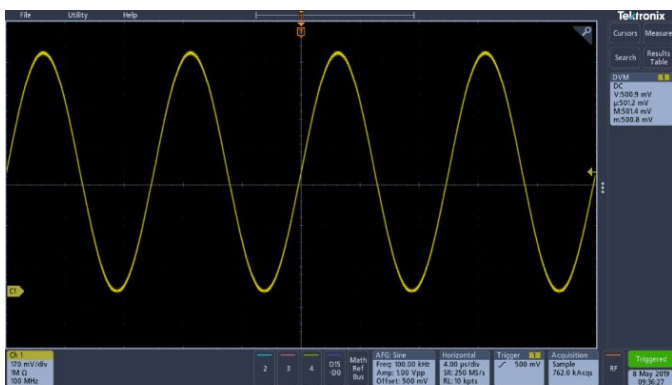 File Utility Help
Tektronix
Cursors Measure
Search Results
Table
DVM 1
DC
V:500.9 mV
µ:501.2 mV
M:501.4 mV
m:500.8 mV
C1
Ch 1
170 mV/div
1M Ω
100 MHz
2
3
4
D15
-D0
Math
Ref
Bus
AFG: Sine
Freq: 100.00 kHz
Amp: 1.00 Vpp
Offset: 500 mV
Horizontal
4.00 µs/div
SR: 250 MS/s
RL: 10 kpts
Trigger 1
500 mV
Acquisition
Sample
762.0 k Acqs
RF
Triggered
8 May 2019